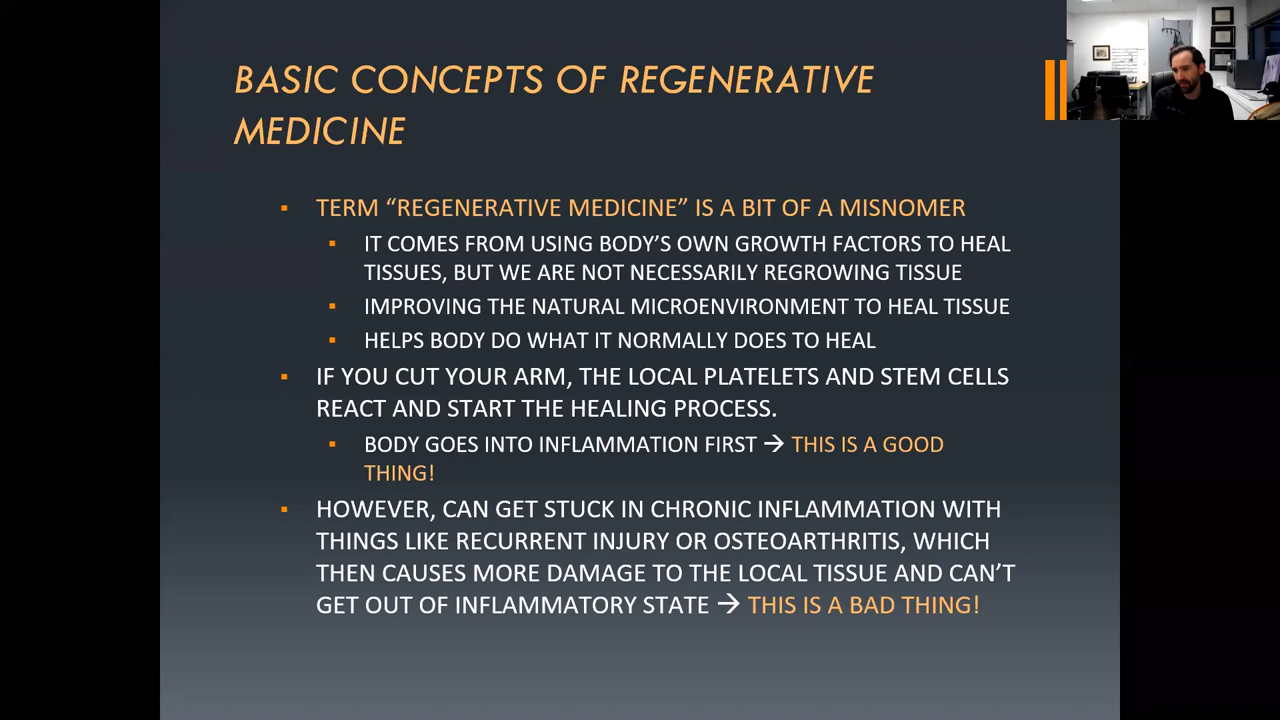 BASIC CONCEPTS OF REGENERATIVE
MEDICINE
▪ TERM “REGENERATIVE MEDICINE” IS A BIT OF A MISNOMER
▪ IT COMES FROM USING BODY’S OWN GROWTH FACTORS TO HEAL
TISSUES, BUT WE ARE NOT NECESSARILY REGROWING TISSUE
▪ IMPROVING THE NATURAL MICROENVIRONMENT TO HEAL TISSUE
▪ HELPS BODY DO WHAT IT NORMALLY DOES TO HEAL
▪ IF YOU CUT YOUR ARM, THE LOCAL PLATELETS AND STEM CELLS
REACT AND START THE HEALING PROCESS.
▪ BODY GOES INTO INFLAMMATION FIRST → THIS IS A GOOD
THING!
▪ HOWEVER, CAN GET STUCK IN CHRONIC INFLAMMATION WITH
THINGS LIKE RECURRENT INJURY OR OSTEOARTHRITIS, WHICH
THEN CAUSES MORE DAMAGE TO THE LOCAL TISSUE AND CAN’T
GET OUT OF INFLAMMATORY STATE → THIS IS A BAD THING!